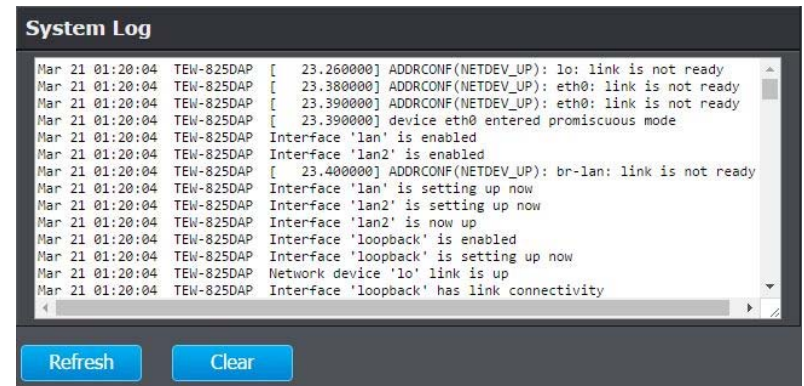 System Log
Mar 21 01:20:04 TEW-825DAP [ 23.260000] ADDRCONF(NETDEV_UP): lo: link is not ready
Mar 21 01:20:04 TEW-825DAP [ 23.380000] ADDRCONF(NETDEV_UP): eth0: link is not ready
Mar 21 01:20:04 TEW-825DAP [ 23.390000] ADDRCONF(NETDEV_UP): eth0: link is not ready
Mar 21 01:20:04 TEW-825DAP [ 23.390000] device eth0 entered promiscuous mode
Mar 21 01:20:04 TEW-825DAP Interface 'lan' is enabled
Mar 21 01:20:04 TEW-825DAP Interface 'lan2' is enabled
Mar 21 01:20:04 TEW-825DAP [ 23.400000] ADDRCONF(NETDEV_UP): br-lan: link is not ready
Mar 21 01:20:04 TEW-825DAP Interface 'lan' is setting up now
Mar 21 01:20:04 TEW-825DAP Interface 'lan2' is setting up now
Mar 21 01:20:04 TEW-825DAP Interface 'lan2' is now up
Mar 21 01:20:04 TEW-825DAP Interface 'loopback' is enabled
Mar 21 01:20:04 TEW-825DAP Interface 'loopback' is setting up now
Mar 21 01:20:04 TEW-825DAP Network device 'lo' link is up
Mar 21 01:20:04 TEW-825DAP Interface 'loopback' has link connectivity
Refresh Clear